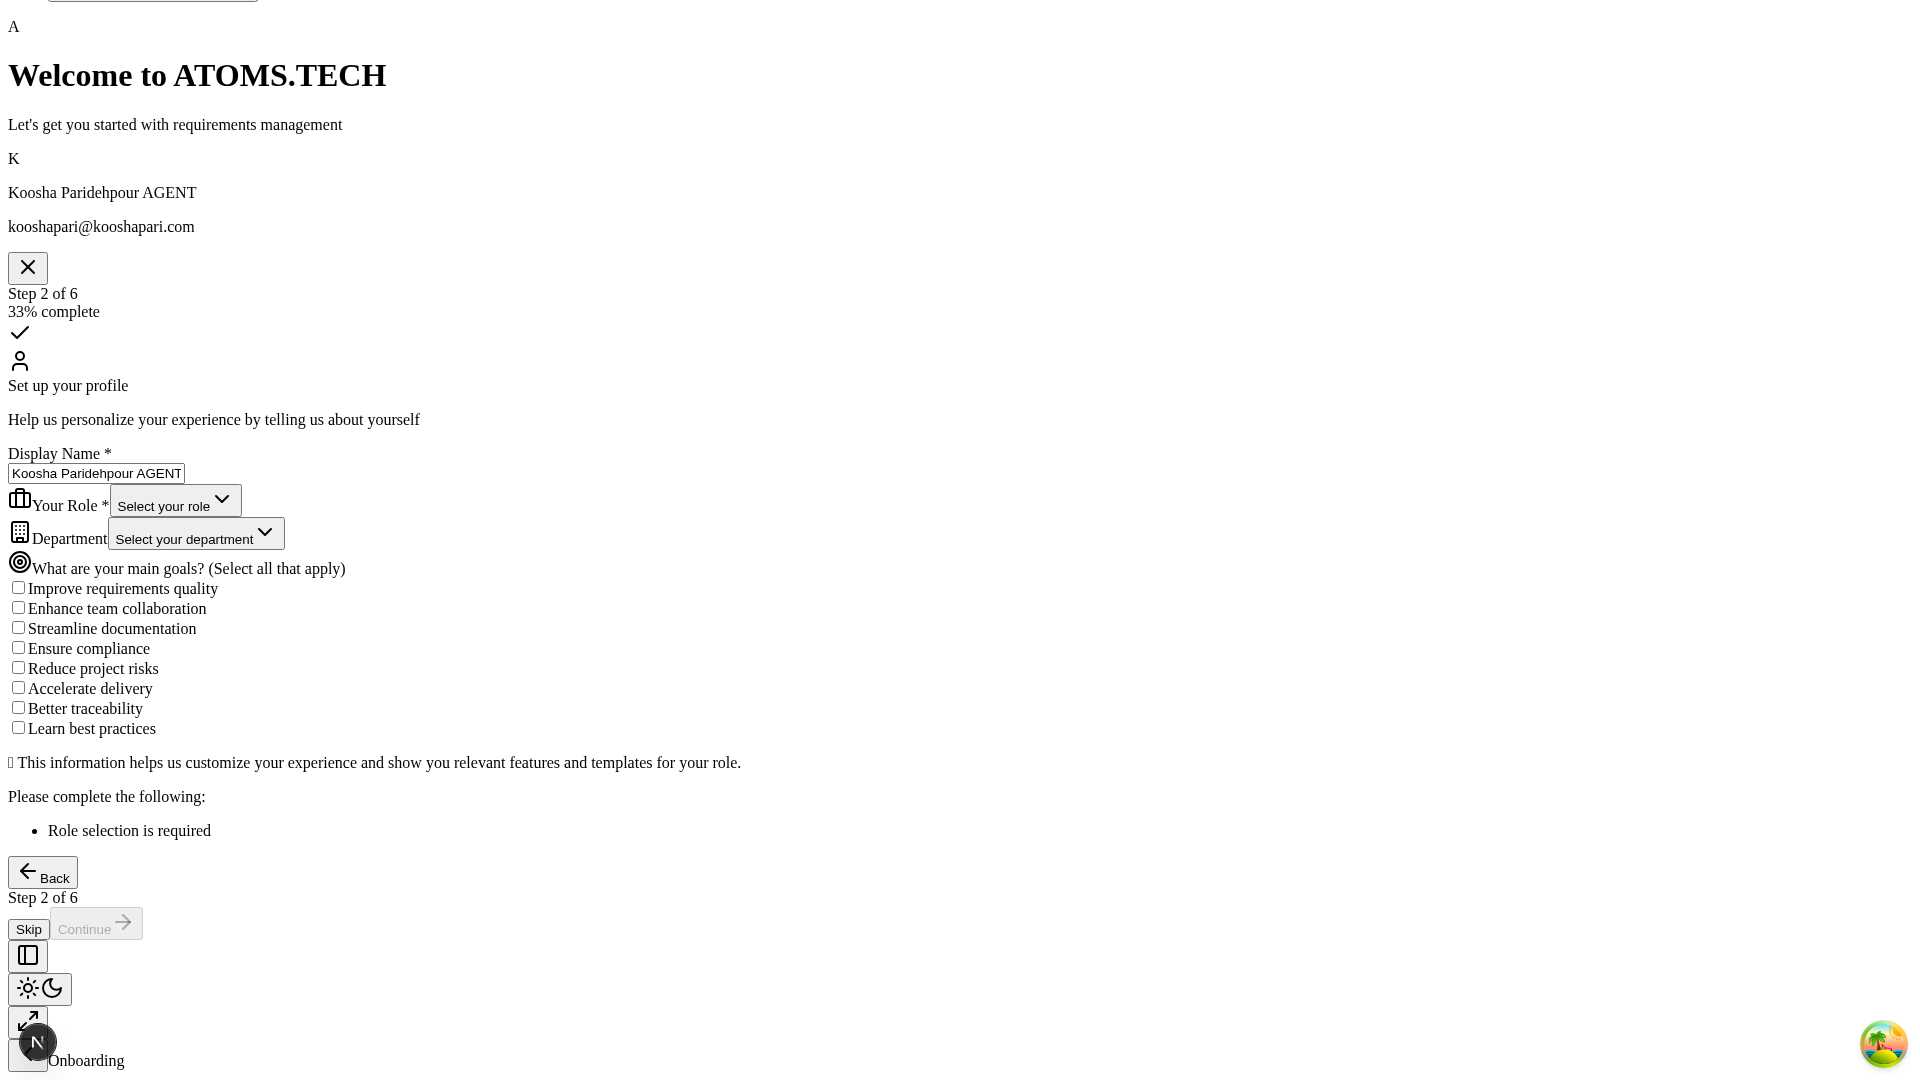 A
Welcome to ATOMS.TECH
Let's get you started with requirements management
K
Koosha Paridehpour AGENT
kooshapari@kooshapari.com
Step 2 of 6
33% complete
Set up your profile
Help us personalize your experience by telling us about yourself
Display Name *
Koosha Paridehpour AGENT
Your Role * Select your role
Department Select your department
What are your main goals? (Select all that apply)
Improve requirements quality
Enhance team collaboration
Streamline documentation
Ensure compliance
Reduce project risks
Accelerate delivery
Better traceability
Learn best practices
This information helps us customize your experience and show you relevant features and templates for your role.
Please complete the following:
• Role selection is required
Back
Step 2 of 6
Skip Continue
N
Onboarding